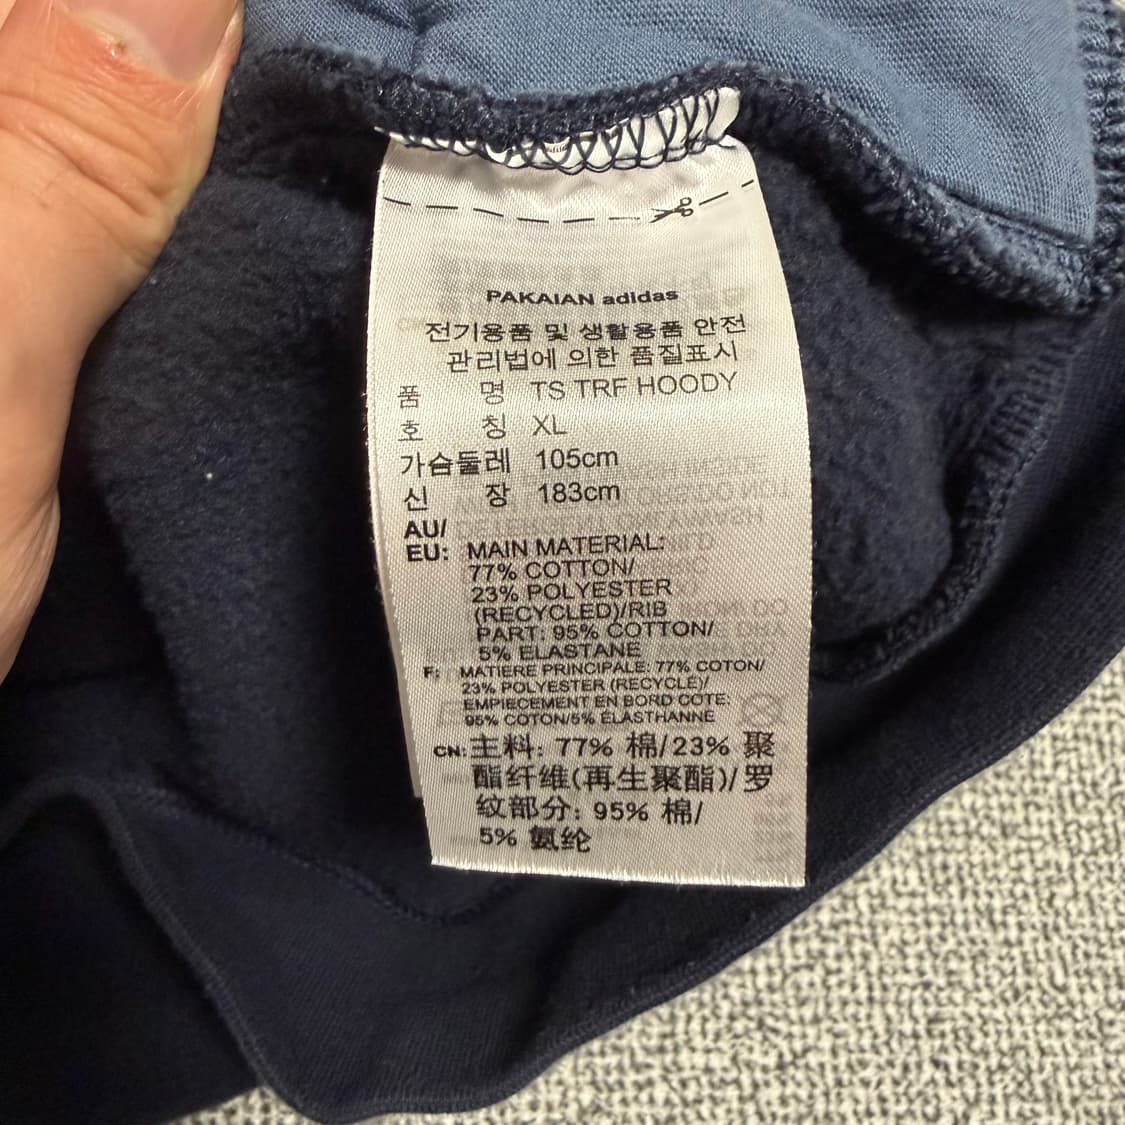 PAKAIAN adidas
전기용품 및 생활용품 안전
관리법에 의한 품질표시
품 명 TS TRF HOODY
호 칭 XL
가슴둘레 105cm
신 장 183cm
AU/
EU: MAIN MATERIAL:
77% COTTON/
23% POLYESTER
(RECYCLED)/RIB
PART: 95% COTTON/
5% ELASTANE
F: MATIERE PRINCIPALE: 77% COTON/
23% POLYESTER (RECYCLE)/
EMPIECEMENT EN BORD COTE:
95% COTON/5% ELASTHANNE
CN: 主料: 77% 棉/23% 聚
酯纤维(再生聚酯)/罗
纹部分: 95% 棉/
5% 氨纶